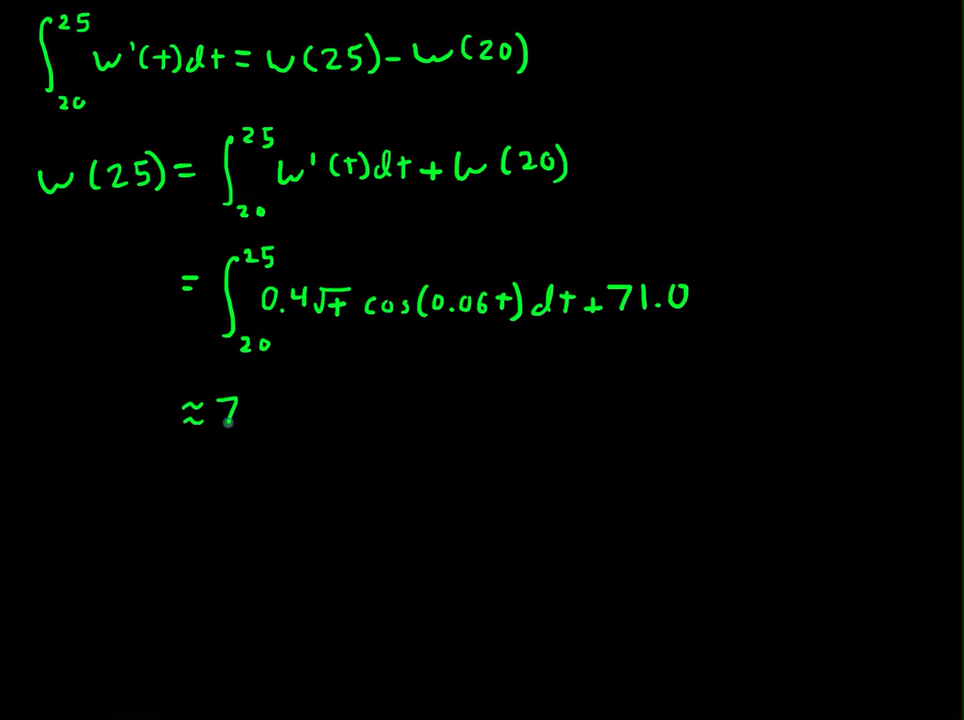 ∫₂₀²⁵ w'(t)dt = w(25) - w(20)
w(25) = ∫₂₀²⁵ w'(t)dt + w(20)
= ∫₂₀²⁵ 0.4√t cos(0.06t)dt + 71.0
≈ 7